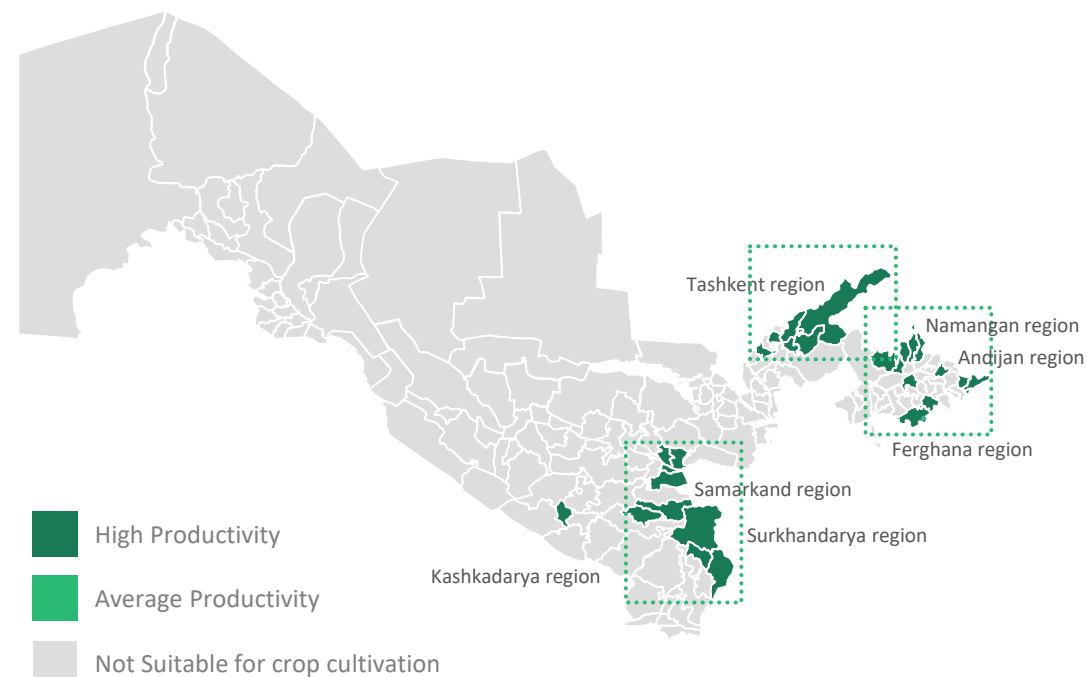 Tashkent region
Namangan region
Andijan region
Ferghana region
Samarkand region
Surkhandarya region
Kashkadarya region
High Productivity
Average Productivity
Not Suitable for crop cultivation